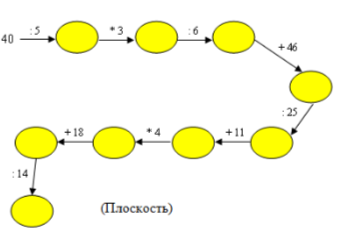 40 : 5 * 3 : 6 + 46
: 25
+ 18 * 4 + 11
: 14
(Плоскость)